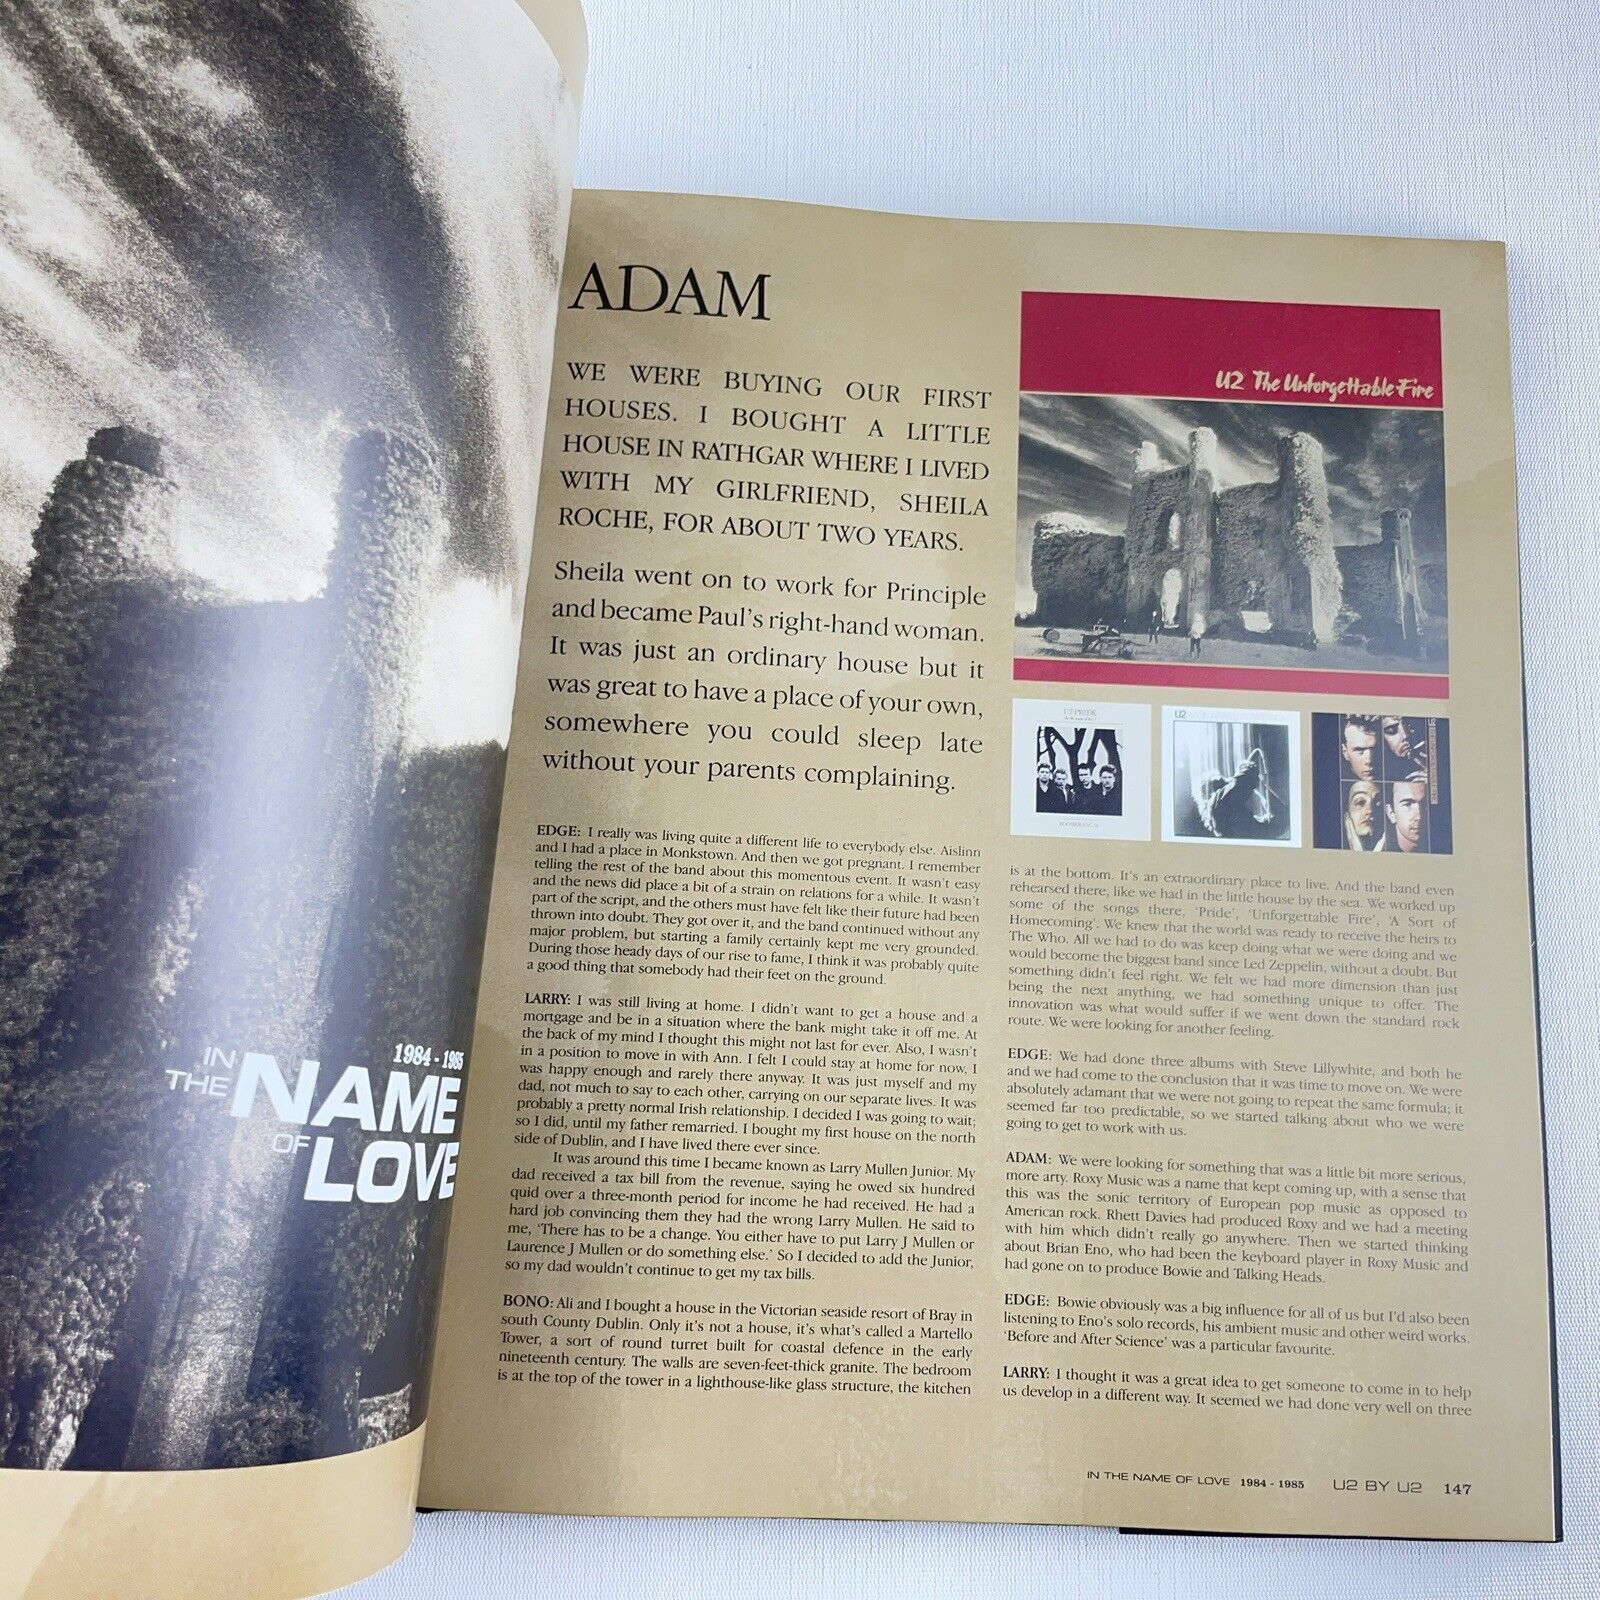 1984 - 1985
IN
THE NAME
OF LOVE
ADAM
WE WERE BUYING OUR FIRST
HOUSES. I BOUGHT A LITTLE
HOUSE IN RATHGAR WHERE I LIVED
WITH MY GIRLFRIEND, SHEILA
ROCHE, FOR ABOUT TWO YEARS.
Sheila went on to work for Principle
and became Paul's right-hand woman.
It was just an ordinary house but it
was great to have a place of your own,
somewhere you could sleep late
without your parents complaining.
EDGE: I really was living quite a different life to everybody else. Aislinn
and I had a place in Monkstown. And then we got pregnant. I remember
telling the rest of the band about this momentous event. It wasn't easy
and the news did place a bit of a strain on relations for a while. It wasn't
part of the script, and the others must have felt like their future had been
thrown into doubt. They got over it, and the band continued without any
major problem, but starting a family certainly kept me very grounded.
During those heady days of our rise to fame, I think it was probably quite
a good thing that somebody had their feet on the ground.
LARRY: I was still living at home. I didn't want to get a house and a
mortgage and be in a situation where the bank might take it off me. At
the back of my mind I thought this might not last for ever. Also, I wasn't
in a position to move in with Ann. I felt I could stay at home for now, I
was happy enough and rarely there anyway. It was just myself and my
dad, not much to say to each other, carrying on our separate lives. It was
probably a pretty normal Irish relationship. I decided I was going to wait;
so I did, until my father remarried. I bought my first house on the north
side of Dublin, and I have lived there ever since.
It was around this time I became known as Larry Mullen Junior. My
dad received a tax bill from the revenue, saying he owed six hundred
quid over a three-month period for income he had received. He had a
hard job convincing them they had the wrong Larry Mullen. He said to
me, 'There has to be a change. You either have to put Larry J Mullen or
Laurence J Mullen or do something else.' So I decided to add the Junior,
so my dad wouldn't continue to get my tax bills.
BONO: Ali and I bought a house in the Victorian seaside resort of Bray in
south County Dublin. Only it's not a house, it's what's called a Martello
Tower, a sort of round turret built for coastal defence in the early
nineteenth century. The walls are seven-feet-thick granite. The bedroom
is at the top of the tower in a lighthouse-like glass structure, the kitchen
U2 The Unforgettable Fire
U2 PRIDE
U2
is at the bottom. It's an extraordinary place to live. And the band even
rehearsed there, like we had in the little house by the sea. We worked up
some of the songs there, 'Pride', 'Unforgettable Fire', 'A Sort of
Homecoming'. We knew that the world was ready to receive the heirs to
The Who. All we had to do was keep doing what we were doing and we
would become the biggest band since Led Zeppelin, without a doubt. But
something didn't feel right. We felt we had more dimension than just
being the next anything, we had something unique to offer. The
innovation was what would suffer if we went down the standard rock
route. We were looking for another feeling.
EDGE: We had done three albums with Steve Lillywhite, and both he
and we had come to the conclusion that it was time to move on. We were
absolutely adamant that we were not going to repeat the same formula; it
seemed far too predictable, so we started talking about who we were
going to get to work with us.
ADAM: We were looking for something that was a little bit more serious,
more arty. Roxy Music was a name that kept coming up, with a sense that
this was the sonic territory of European pop music as opposed to
American rock. Rhett Davies had produced Roxy and we had a meeting
with him which didn't really go anywhere. Then we started thinking
about Brian Eno, who had been the keyboard player in Roxy Music and
had gone on to produce Bowie and Talking Heads.
EDGE: Bowie obviously was a big influence for all of us but I'd also been
listening to Eno's solo records, his ambient music and other weird works.
'Before and After Science' was a particular favourite.
LARRY: I thought it was a great idea to get someone to come in to help
us develop in a different way. It seemed we had done very well on three
IN THE NAME OF LOVE 1984 - 1985 U2 BY U2 147